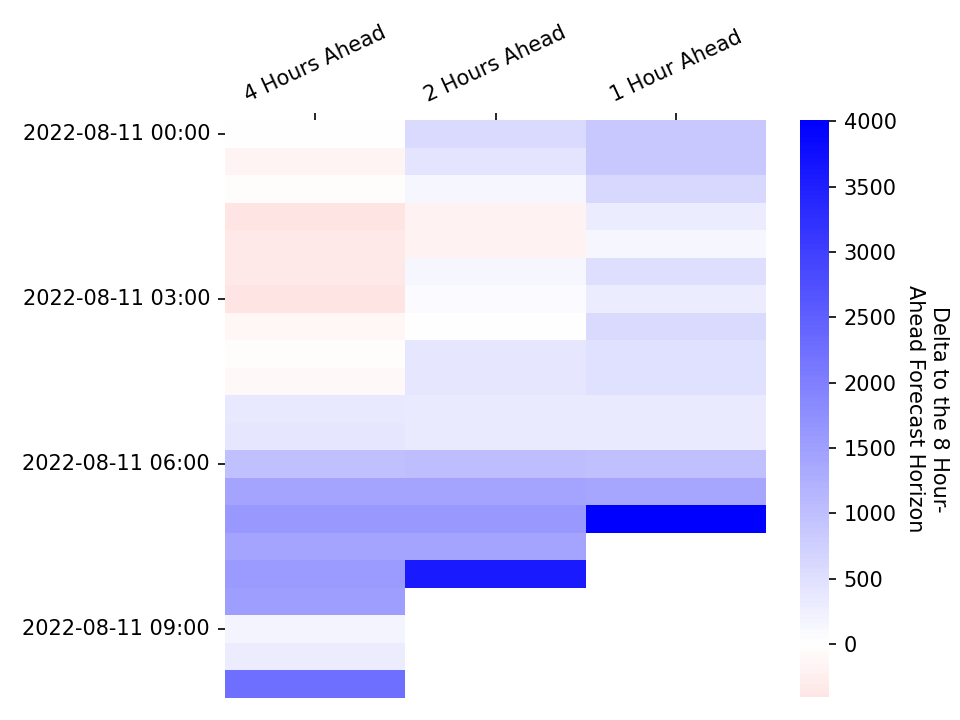 4 Hours Ahead
2 Hours Ahead
1 Hour Ahead
2022-08-11 00:00
2022-08-11 03:00
2022-08-11 06:00
2022-08-11 09:00
4000
3500
3000
2500
2000
1500
1000
500
0
Delta to the 8 Hour-
Ahead Forecast Horizon